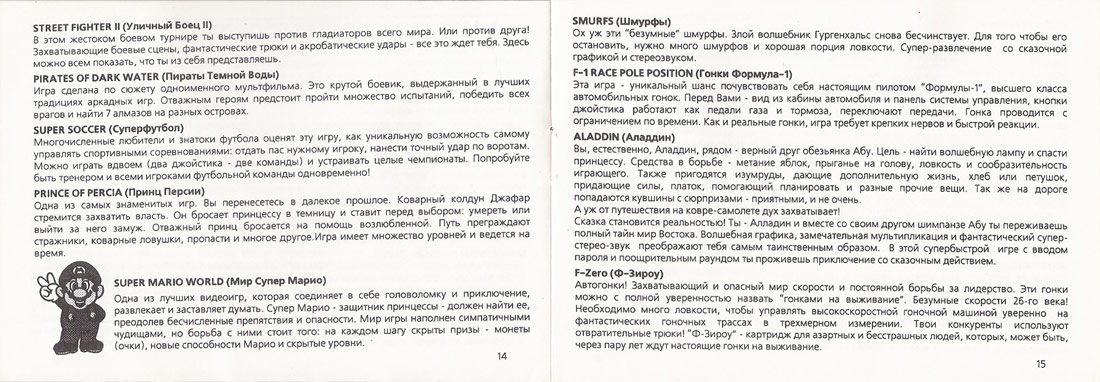 STREET FIGHTER II (Уличный Боец II)
В этом жестоком боевом турнире ты выступишь против гладиаторов всего мира. Или против друга!
Захватывающие боевые сцены, фантастические трюки и акробатические удары - все это ждет тебя. Здесь
можно всем показать, что ты из себя представляешь.
PIRATES OF DARK WATER (Пираты Темной Воды)
Игра сделана по сюжету одноименного мультфильма. Это крутой боевик, выдержанный в лучших
традициях аркадных игр. Отважным героям предстоит пройти множество испытаний, победить всех
врагов и найти 7 алмазов на разных островах.
SUPER SOCCER (Суперфутбол)
Многочисленные любители и знатоки футбола оценят эту игру, как уникальную возможность самому
управлять спортивными соревнованиями: отдать пас нужному игроку, нанести точный удар по воротам.
Можно играть вдвоем (два джойстика - две команды) и устраивать целые чемпионаты. Попробуйте
быть тренером и всеми игроками футбольной команды одновременно!
PRINCE OF PERCIA (Принц Персии)
Одна из самых знаменитых игр. Вы перенесетесь в далекое прошлое. Коварный колдун Джафар
стремится захватить власть. Он бросает принцессу в темницу и ставит перед выбором: умереть или
выйти за него замуж. Отважный принц бросается на помощь возлюбленной. Путь преграждают
стражники, коварные ловушки, пропасти и многое другое.Игра имеет множество уровней и ведется на
время.
SUPER MARIO WORLD (Мир Супер Марио)
Одна из лучших видеоигр, которая соединяет в себе головоломку и приключение,
развлекает и заставляет думать. Супер Марио - защитник принцессы - должен найти ее,
преодолев бесчисленные препятствия и опасности. Мир игры наполнен симпатичными
чудищами, но борьба с ними стоит того: на каждом шагу скрыты призы - монеты
(очки), новые способности Марио и скрытые уровни.
14
SMURFS (Шмурфы)
Ох уж эти "безумные" шмурфы. Злой волшебник Гургенхальс снова бесчинствует. Для того чтобы его
остановить, нужно много шмурфов и хорошая порция ловкости. Супер-развлечение со сказочной
графикой и стереозвуком.
F-1 RACE POLE POSITION (Гонки Формула-1)
Эта игра - уникальный шанс почувствовать себя настоящим пилотом "Формулы-1", высшего класса
автомобильных гонок. Перед Вами - вид из кабины автомобиля и панель системы управления, кнопки
джойстика работают как педали газа и тормоза, переключают передачи. Гонка проводится с
ограничением по времени. Как и реальные гонки, игра требует крепких нервов и быстрой реакции.
ALADDIN (Аладдин)
Вы, естественно, Аладдин, рядом - верный друг обезьянка Абу. Цель - найти волшебную лампу и спасти
принцессу. Средства в борьбе - метание яблок, прыганье на голову, ловкость и сообразительность
играющего. Также пригодятся изумруды, дающие дополнительную жизнь, хлеб или петушок,
придающие силы, платок, помогающий планировать и разные прочие вещи. Так же на дороге
попадаются кувшины с сюрпризами - приятными, и не очень.
А уж от путешествия на ковре-самолете дух захватывает!
Сказка становится реальностью! Ты - Алладин и вместе со своим другом шимпанзе Абу ты переживаешь
полный тайн мир Востока. Волшебная графика, замечательная мультипликация и фантастический супер-
стерео-звук преображают тебя самым таинственным образом. В этой супербыстрой игре с вводом
пароля и поощрительным раундом ты проживешь приключение со сказочным действием.
F-Zero (Ф-Зироу)
Автогонки! Захватывающий и опасный мир скорости и постоянной борьбы за лидерство. Эти гонки
можно с полной уверенностью назвать "гонками на выживание". Безумные скорости 26-го века!
Необходимо много ловкости, чтобы управлять высокоскоростной гоночной машиной уверенно на
фантастических гоночных трассах в трехмерном измерении. Твои конкуренты используют
отвратительные трюки! "Ф-Зироу" - картридж для азартных и бесстрашных людей, которых, может быть,
через пару лет ждут настоящие гонки на выживание.
15